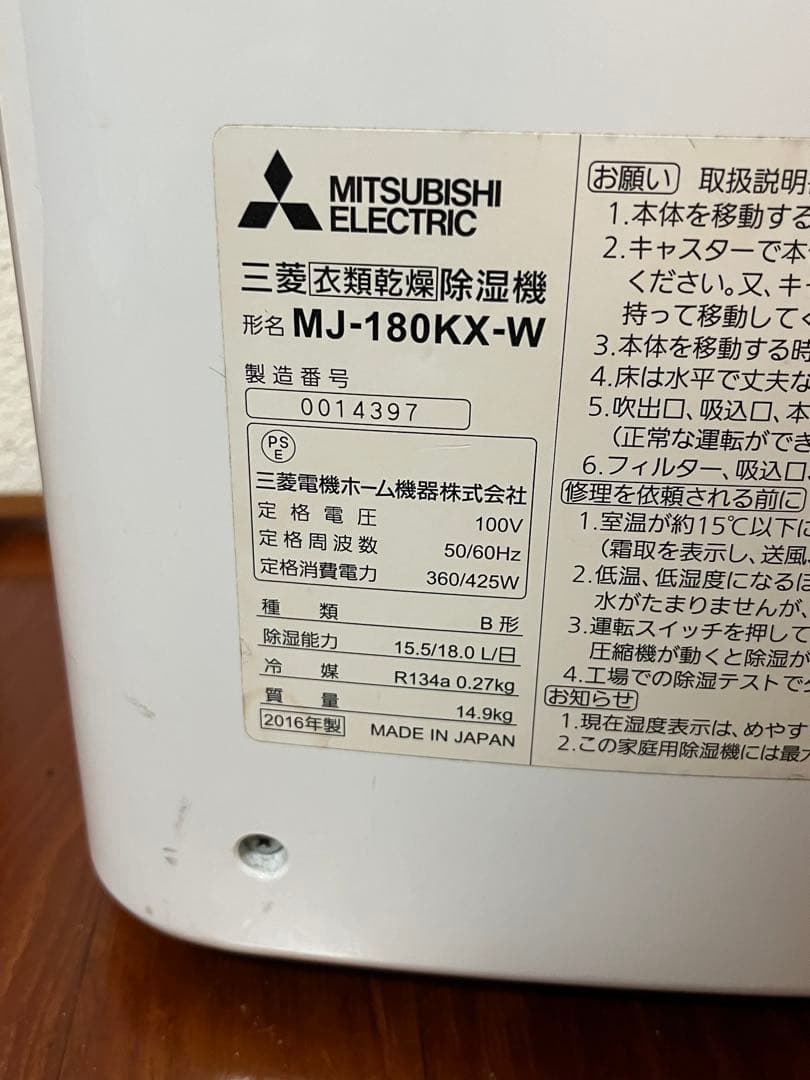 MITSUBISHI
ELECTRIC
三菱衣類乾燥除湿機
形名 MJ-180KX-W
製造番号
0014397
PS
E
三菱電機ホーム機器株式会社
定格電圧 100V
定格周波数 50/60Hz
定格消費電力 360/425W
種類 B形
除湿能力 15.5/18.0 L/日
冷媒 R134a 0.27kg
質量 14.9kg
2016年製 MADE IN JAPAN
お願い 取扱説明
1.本体を移動する
2.キャスターで本
ください。又、キャ
持って移動してく
3.本体を移動する時
4.床は水平で丈夫な
5.吹出口、吸込口、本
(正常な運転ができ
6.フィルター、吸込口、
修理を依頼される前に
1.室温が約15℃以下に
(霜取を表示し、送風
2.低温、低湿度になるほ
水がたまりませんが、
3.運転スイッチを押して
圧縮機が動くと除湿が
4.工場での除湿テストで
お知らせ
1.現在湿度表示は、めやす
2.この家庭用除湿機には最